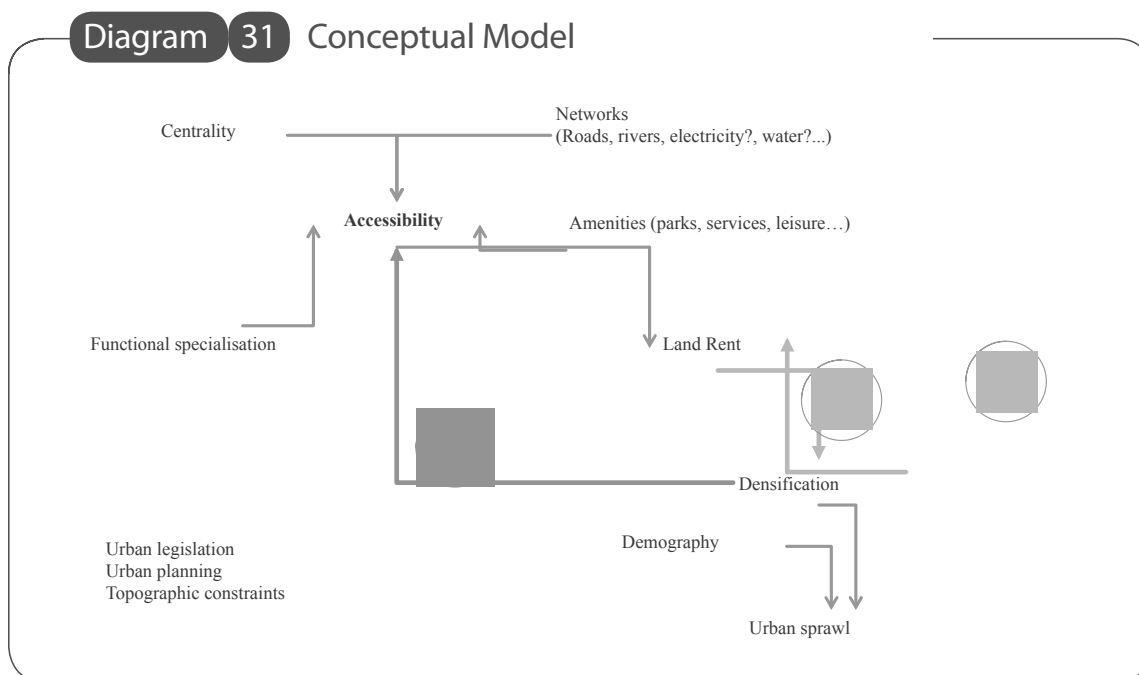 Diagram 31 Conceptual Model
Networks
Centrality
(Roads, rivers, electricity?, water?...)
Accessibility
Amenities (parks, services, leisure…)
Functional specialisation
Land Rent
Densification
Demography
Urban legislation
Urban planning
Topographic constraints
Urban sprawl